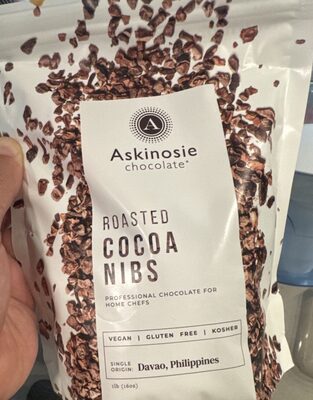 A
Askinosie
chocolate®
ROASTED
COCOA
NIBS
PROFESSIONAL CHOCOLATE FOR
HOME CHEFS
VEGAN | GLUTEN FREE | KOSHER
SINGLE
ORIGIN: Davao, Philippines
1lb (16oz)